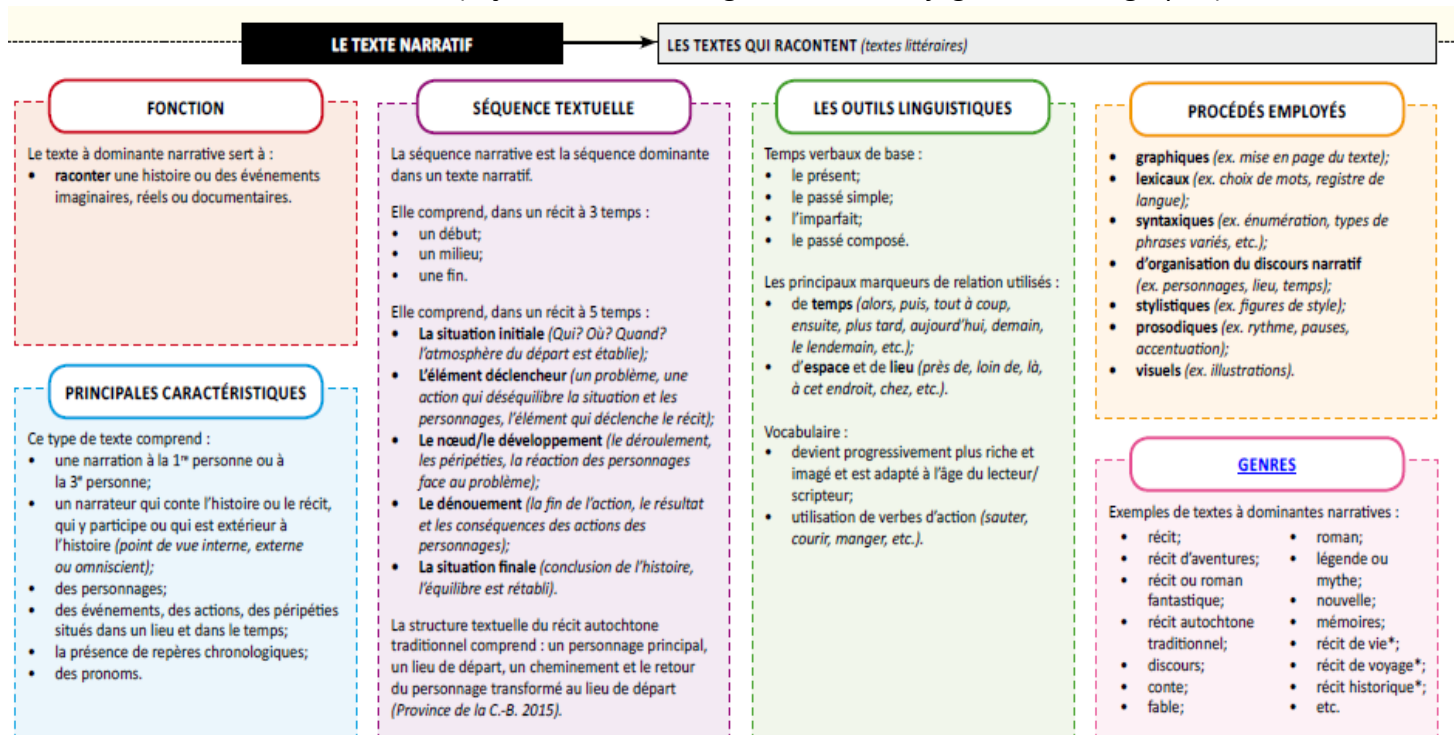 LE TEXTE NARRATIF
LES TEXTES QUI RACONTENT (textes littéraires)
FONCTION
Le texte à dominante narrative sert à :
• raconter une histoire ou des événements
imaginaires, réels ou documentaires.
PRINCIPALES CARACTÉRISTIQUES
Ce type de texte comprend :
• une narration à la 1re personne ou à
la 3e personne;
• un narrateur qui conte l'histoire ou le récit,
qui y participe ou qui est extérieur à
l'histoire (point de vue interne, externe
ou omniscient);
• des personnages;
• des événements, des actions, des péripéties
situés dans un lieu et dans le temps;
• la présence de repères chronologiques;
• des pronoms.
SÉQUENCE TEXTUELLE
La séquence narrative est la séquence dominante
dans un texte narratif.
Elle comprend, dans un récit à 3 temps :
• un début;
• un milieu;
• une fin.
Elle comprend, dans un récit à 5 temps :
• La situation initiale (Qui? Où? Quand?
l'atmosphère du départ est établie);
• L'élément déclencheur (un problème, une
action qui déséquilibre la situation et les
personnages, l'élément qui déclenche le récit);
• Le nœud/le développement (le déroulement,
les péripéties, la réaction des personnages
face au problème);
• Le dénouement (la fin de l'action, le résultat
et les conséquences des actions des
personnages);
• La situation finale (conclusion de l'histoire,
l'équilibre est rétabli).
La structure textuelle du récit autochtone
traditionnel comprend : un personnage principal,
un lieu de départ, un cheminement et le retour
du personnage transformé au lieu de départ
(Province de la C.-B. 2015).
LES OUTILS LINGUISTIQUES
Temps verbaux de base :
• le présent;
• le passé simple;
• l'imparfait;
• le passé composé.
Les principaux marqueurs de relation utilisés :
• de temps (alors, puis, tout à coup,
ensuite, plus tard, aujourd'hui, demain,
le lendemain, etc.);
• d'espace et de lieu (près de, loin de, là,
à cet endroit, chez, etc.).
Vocabulaire :
• devient progressivement plus riche et
imagé et est adapté à l'âge du lecteur/
scripteur;
• utilisation de verbes d'action (sauter,
courir, manger, etc.).
PROCÉDÉS EMPLOYÉS
• graphiques (ex. mise en page du texte);
• lexicaux (ex. choix de mots, registre de
langue);
• syntaxiques (ex. énumération, types de
phrases variés, etc.);
• d'organisation du discours narratif
(ex. personnages, lieu, temps);
• stylistiques (ex. figures de style);
• prosodiques (ex. rythme, pauses,
accentuation);
• visuels (ex. illustrations).
GENRES
Exemples de textes à dominantes narratives :
• récit;
• récit d'aventures;
• récit ou roman
fantastique;
• récit autochtone
traditionnel;
• discours;
• conte;
• fable;
• roman;
• légende ou
mythe;
• nouvelle;
• mémoires;
• récit de vie*;
• récit de voyage*;
• récit historique*;
• etc.